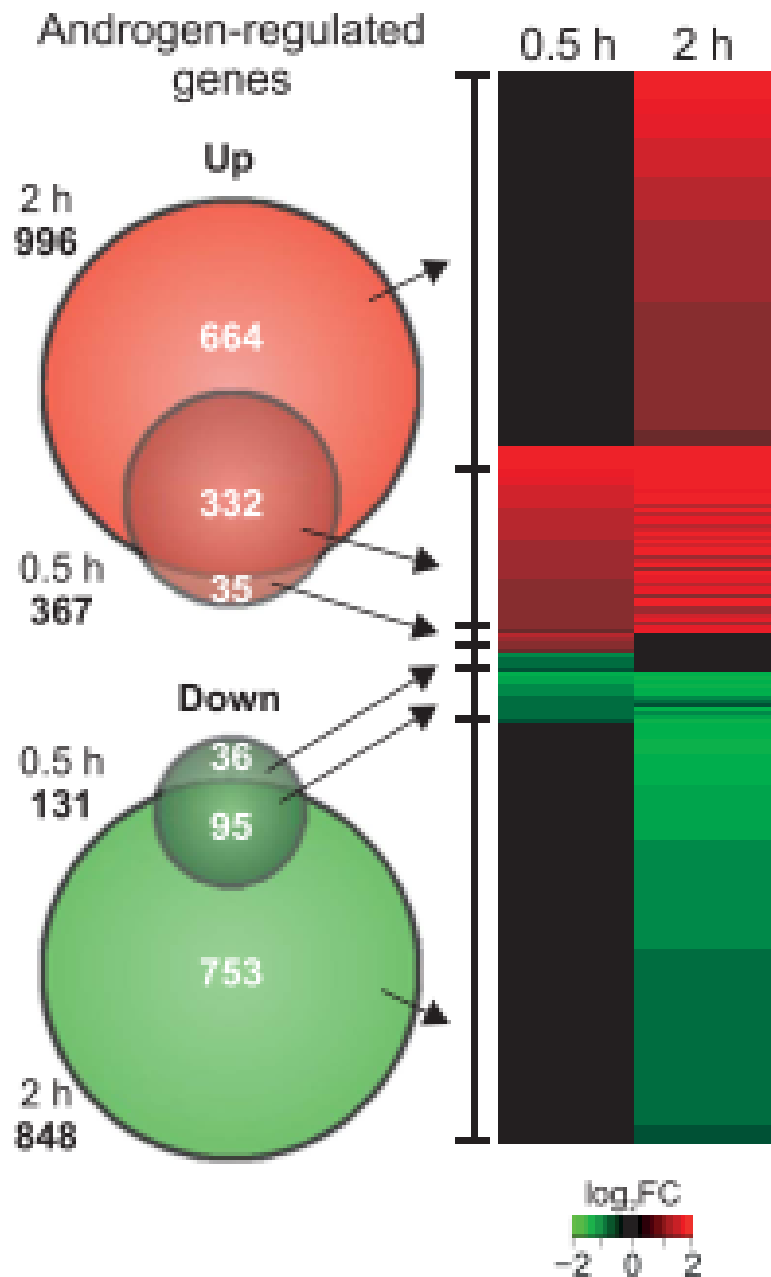 Androgen-regulated
genes
0.5 h 2 h
Up
2 h
996
664
332
0.5 h
367
35
Down
36
0.5 h
131
95
753
2 h
848
log₂FC
−2 0 2